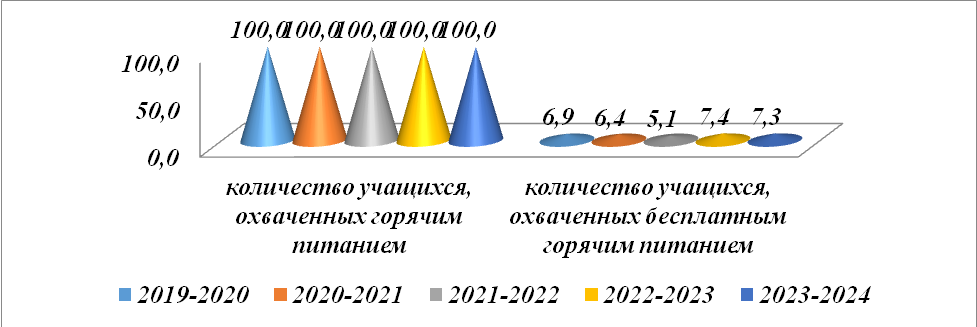 100,0 100,0 100,0 100,0 100,0
100,0
50,0
0,0
6,9 6,4 5,1 7,4 7,3
количество учащихся,
охваченных горячим
питанием
количество учащихся,
охваченных бесплатным
горячим питанием
2019-2020 2020-2021 2021-2022 2022-2023 2023-2024